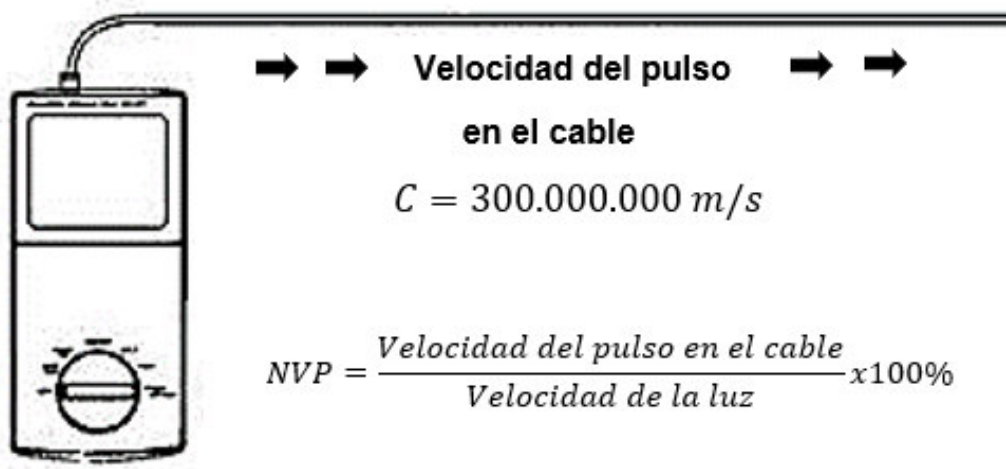 Velocidad del pulso
en el cable
C = 300.000.000 m/s
NVP = \frac{Velocidad del pulso en el cable}{Velocidad de la luz} x100%